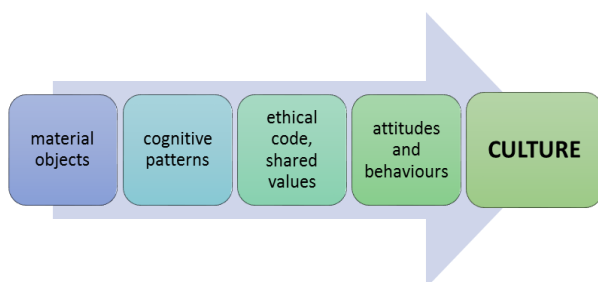 material
objects
cognitive
patterns
ethical
code,
shared
values
attitudes
and
behaviours
CULTURE